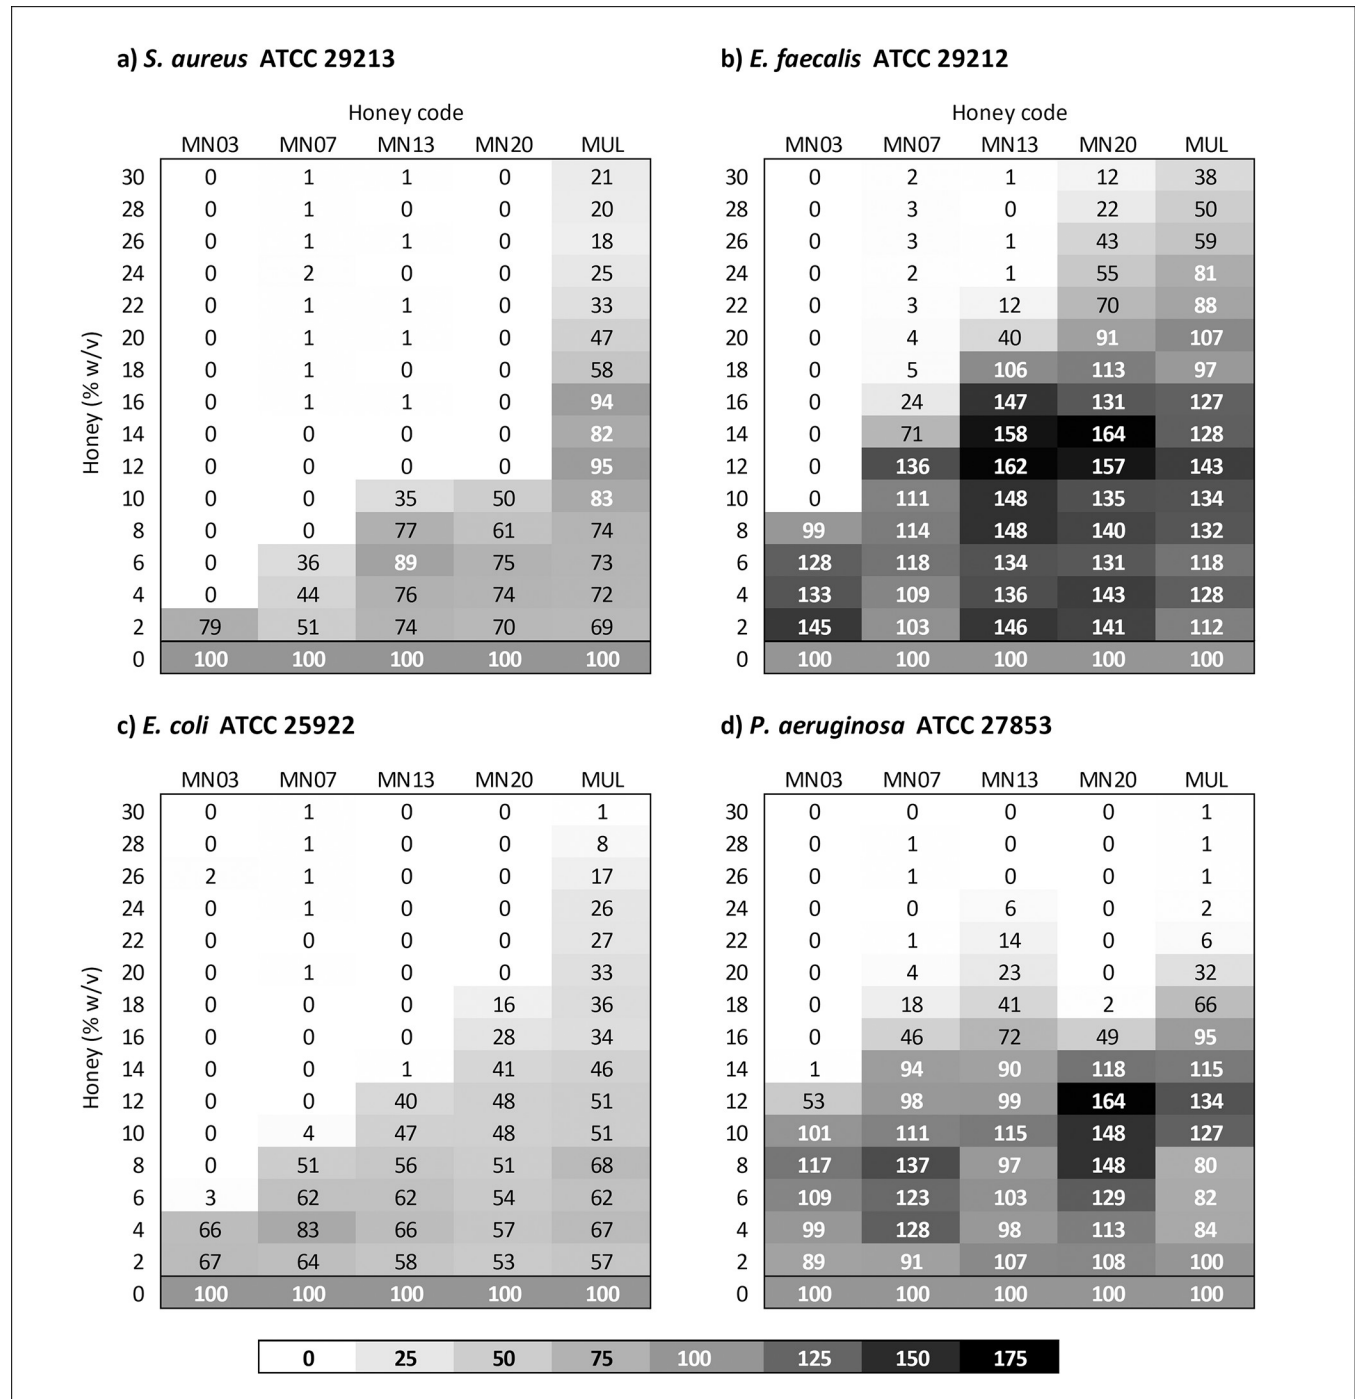 a) S. aureus ATCC 29213
Honey code
MN03 MN07 MN13 MN20 MUL
30 0 1 1 0 21
28 0 1 0 0 20
26 0 1 1 0 18
24 0 2 0 0 25
22 0 1 1 0 33
20 0 1 1 0 47
18 0 1 0 0 58
16 0 1 1 0 94
14 0 0 0 0 82
12 0 0 0 0 95
10 0 0 35 50 83
8 0 0 77 61 74
6 0 36 89 75 73
4 0 44 76 74 72
2 79 51 74 70 69
0 100 100 100 100 100
Honey (% w/v)
b) E. faecalis ATCC 29212
Honey code
MN03 MN07 MN13 MN20 MUL
30 0 2 1 12 38
28 0 3 0 22 50
26 0 3 1 43 59
24 0 2 1 55 81
22 0 3 12 70 88
20 0 4 40 91 107
18 0 5 106 113 97
16 0 24 147 131 127
14 0 71 158 164 128
12 0 136 162 157 143
10 0 111 148 135 134
8 99 114 148 140 132
6 128 118 134 131 118
4 133 109 136 143 128
2 145 103 146 141 112
0 100 100 100 100 100
c) E. coli ATCC 25922
MN03 MN07 MN13 MN20 MUL
30 0 1 0 0 1
28 0 1 0 0 8
26 2 1 0 0 17
24 0 1 0 0 26
22 0 0 0 0 27
20 0 1 0 0 33
18 0 0 0 16 36
16 0 0 0 28 34
14 0 0 1 41 46
12 0 0 40 48 51
10 0 4 47 48 51
8 0 51 56 51 68
6 3 62 62 54 62
4 66 83 66 57 67
2 67 64 58 53 57
0 100 100 100 100 100
Honey (% w/v)
d) P. aeruginosa ATCC 27853
MN03 MN07 MN13 MN20 MUL
30 0 0 0 0 1
28 0 1 0 0 1
26 0 1 0 0 1
24 0 0 6 0 2
22 0 1 14 0 6
20 0 4 23 0 32
18 0 18 41 2 66
16 0 46 72 49 95
14 1 94 90 118 115
12 53 98 99 164 134
10 101 111 115 148 127
8 117 137 97 148 80
6 109 123 103 129 82
4 99 128 98 113 84
2 89 91 107 108 100
0 100 100 100 100 100
0 25 50 75 100 125 150 175